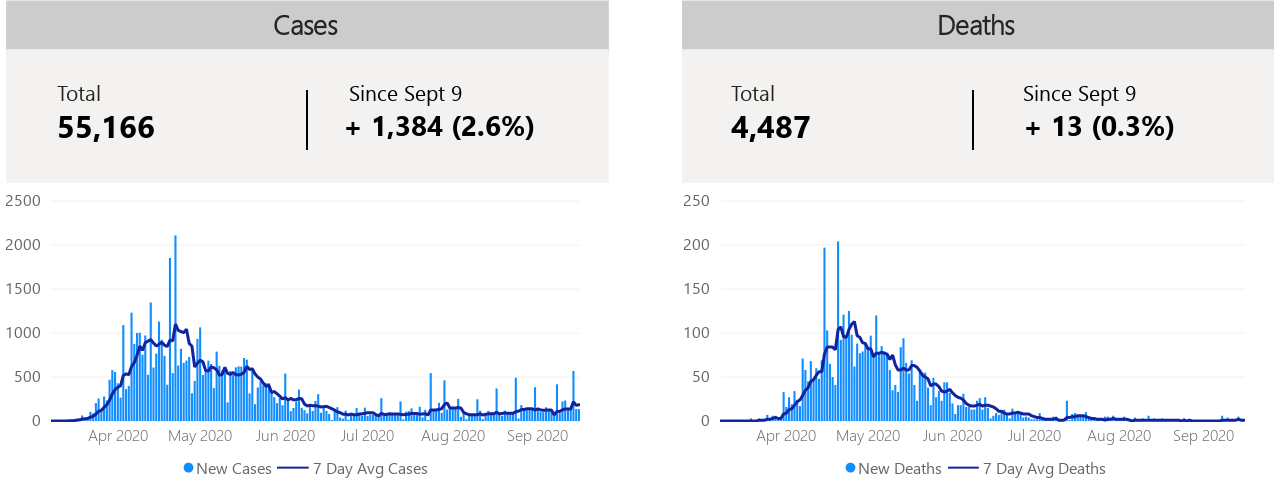 Cases
Total
Since Sept 9
55,166
+ 1,384 (2.6%)
2500
2000
1500
1000
500
0
Apr 2020 May 2020 Jun 2020 Jul 2020 Aug 2020 Sep 2020
New Cases 7 Day Avg Cases
Deaths
Total
Since Sept 9
4,487
+ 13 (0.3%)
250
200
150
100
50
0
Apr 2020 May 2020 Jun 2020 Jul 2020 Aug 2020 Sep 2020
New Deaths 7 Day Avg Deaths